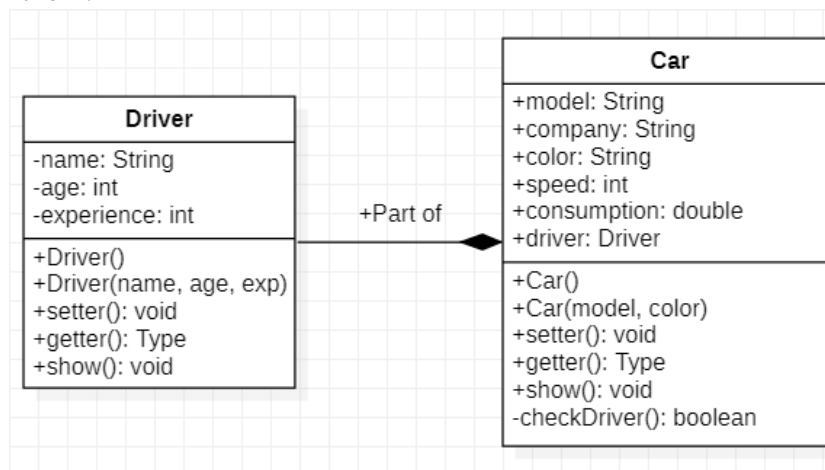 Driver
-name: String
-age: int
-experience: int
+Driver()
+Driver(name, age, exp)
+setter(): void
+getter(): Type
+show(): void
+Part of
Car
+model: String
+company: String
+color: String
+speed: int
+consumption: double
+driver: Driver
+Car()
+Car(model, color)
+setter(): void
+getter(): Type
+show(): void
-checkDriver(): boolean